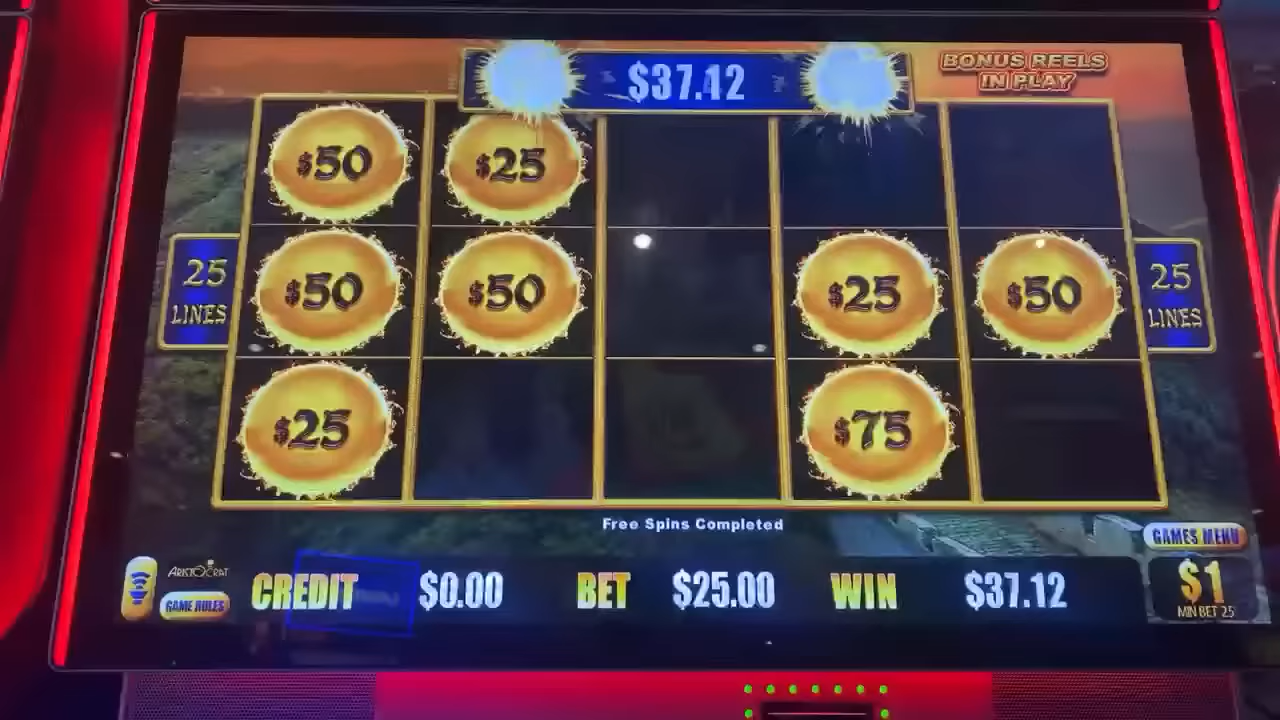 $37.12
BONUS REELS
IN PLAY
$50
$25
25
LINES
$50
$50
$25
$50
25
LINES
$25
$75
Free Spins Completed
GAMES MENU
ARISTOCRAT
GAME RULES
CREDIT
$0.00
BET
$25.00
WIN
$37.12
$1
MIN BET 25